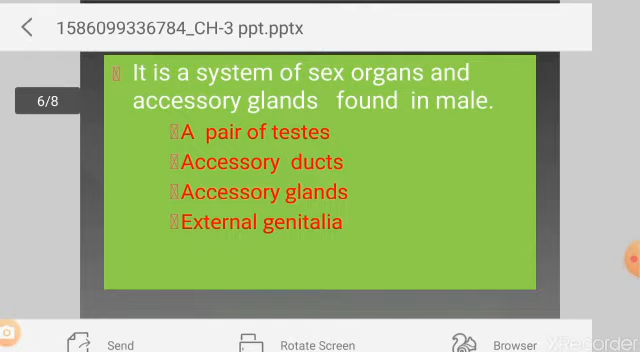 1586099336784_CH-3 ppt.pptx
6/8
It is a system of sex organs and
accessory glands found in male.
A pair of testes
Accessory ducts
Accessory glands
External genitalia
Send
Rotate Screen
Browser
Recorder